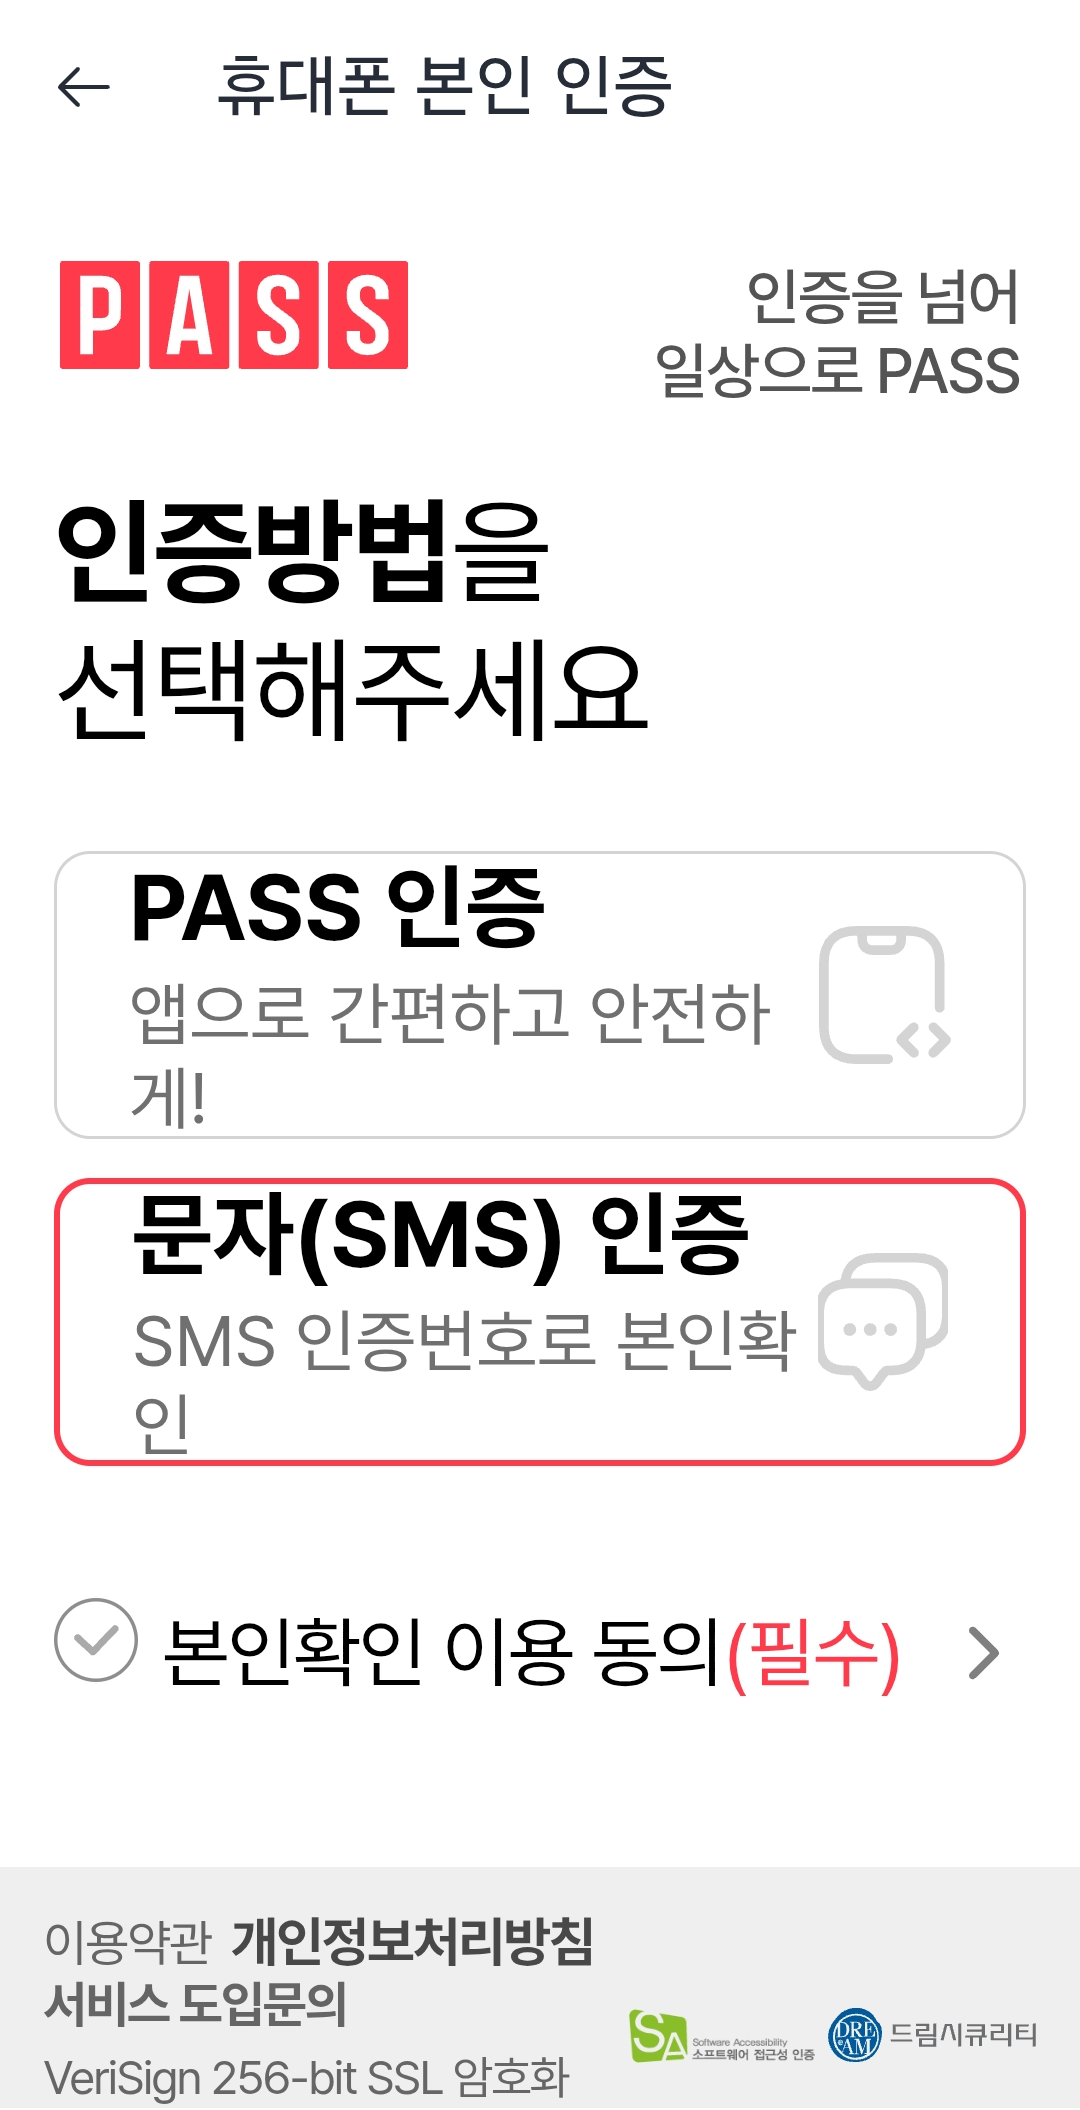 휴대폰 본인 인증
PASS
인증을 넘어
일상으로 PASS
인증방법을
선택해주세요
PASS 인증
앱으로 간편하고 안전하
게!
문자(SMS) 인증
SMS 인증번호로 본인확
인
본인확인 이용 동의(필수)
이용약관 개인정보처리방침
서비스 도입문의
VeriSign 256-bit SSL 암호화
SA
Software Accessibility
소프트웨어 접근성 인증
DREAM
드림시큐리티